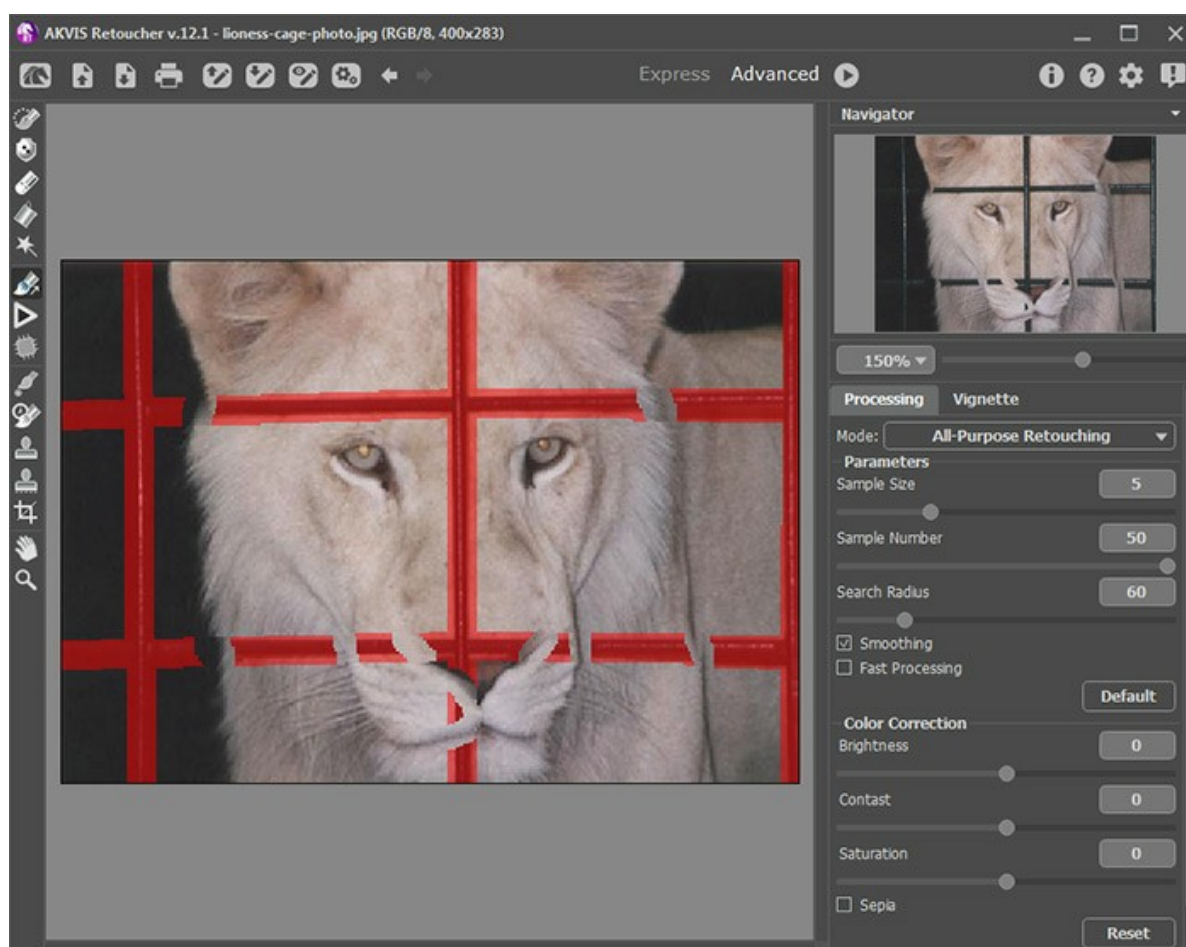 AKVIS Retoucher v.12.1 - lioness-cage-photo.jpg (RGB/8, 400x283)
Express Advanced
Navigator
150%
Processing Vignette
Mode: All-Purpose Retouching
Parameters
Sample Size 5
Sample Number 50
Search Radius 60
Smoothing
Fast Processing
Default
Color Correction
Brightness 0
Contast 0
Saturation 0
Sepia
Reset